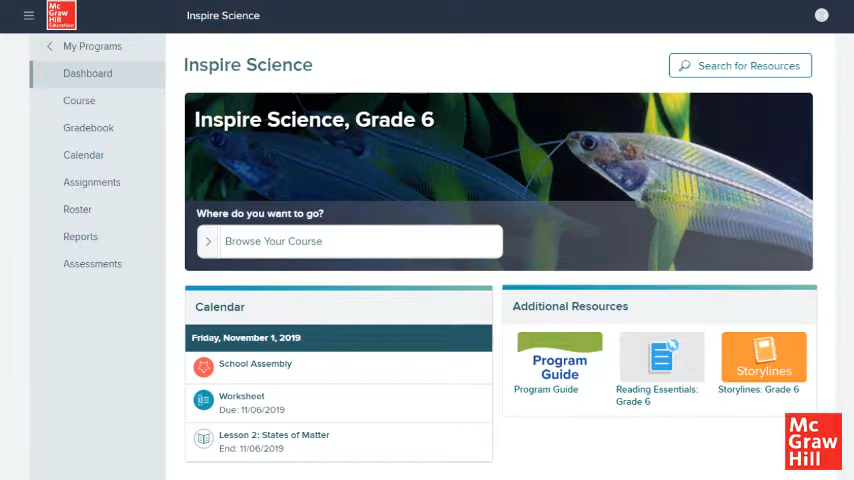 Mc
Graw
Hill
Education
Inspire Science
My Programs
Dashboard
Course
Gradebook
Calendar
Assignments
Roster
Reports
Assessments
Inspire Science
Search for Resources
Inspire Science, Grade 6
Where do you want to go?
Browse Your Course
Calendar
Friday, November 1, 2019
School Assembly
Worksheet
Due: 11/06/2019
Lesson 2: States of Matter
End: 11/06/2019
Additional Resources
Program
Guide
Program Guide
Reading Essentials:
Grade 6
Storylines
Storylines: Grade 6
Mc
Graw
Hill